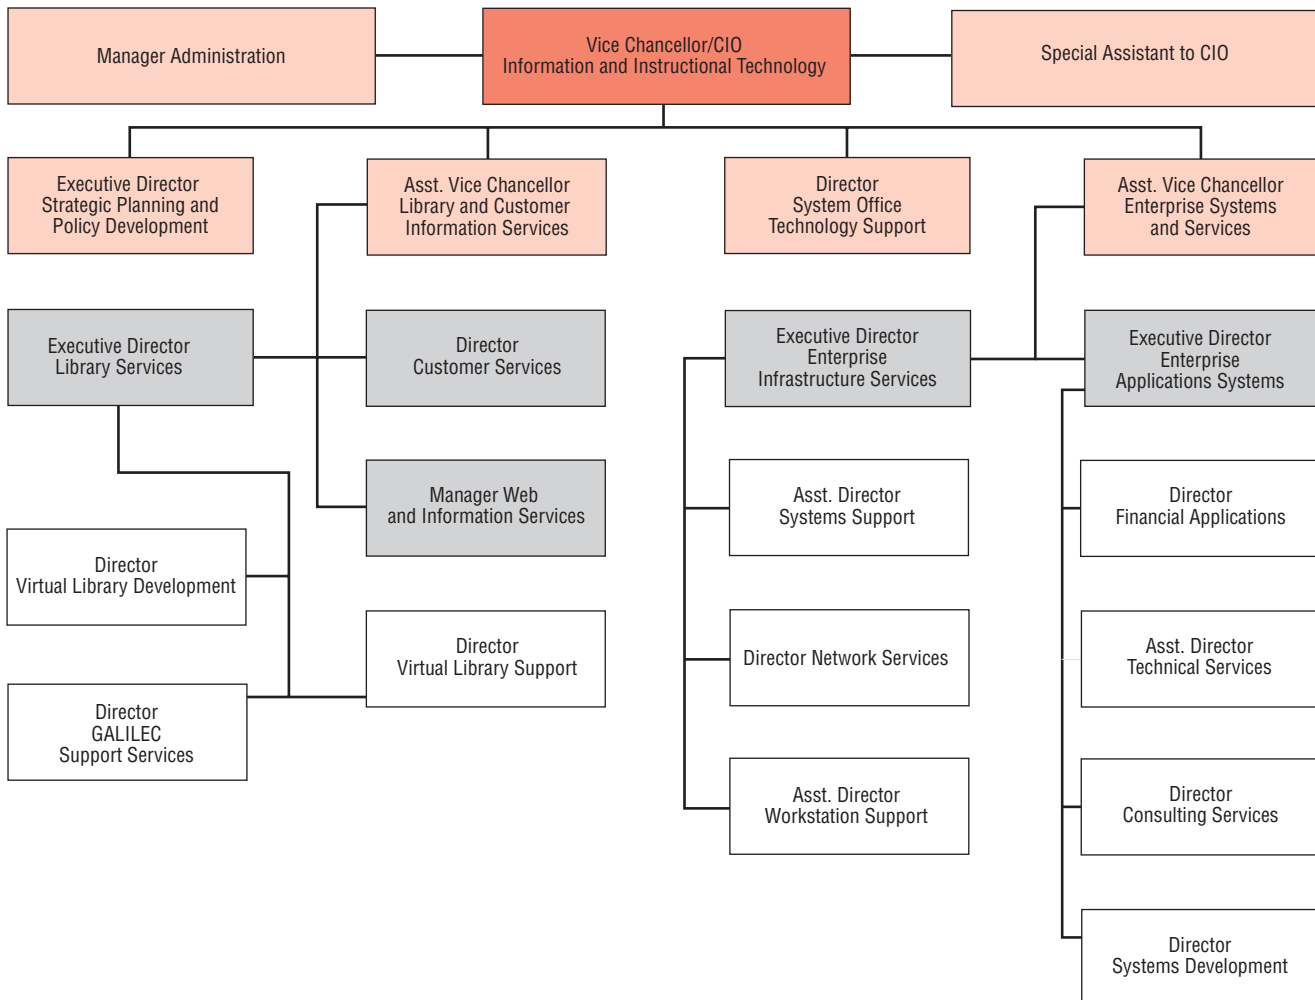 Manager Administration
Vice Chancellor/CIO
Information and Instructional Technology
Special Assistant to CIO
Executive Director
Strategic Planning and
Policy Development
Asst. Vice Chancellor
Library and Customer
Information Services
Director
System Office
Technology Support
Asst. Vice Chancellor
Enterprise Systems
and Services
Executive Director
Library Services
Director
Customer Services
Executive Director
Enterprise
Infrastructure Services
Executive Director
Enterprise
Applications Systems
Manager Web
and Information Services
Asst. Director
Systems Support
Director
Financial Applications
Director
Virtual Library Development
Director
Virtual Library Support
Director Network Services
Asst. Director
Technical Services
Director
GALILEC
Support Services
Asst. Director
Workstation Support
Director
Consulting Services
Director
Systems Development